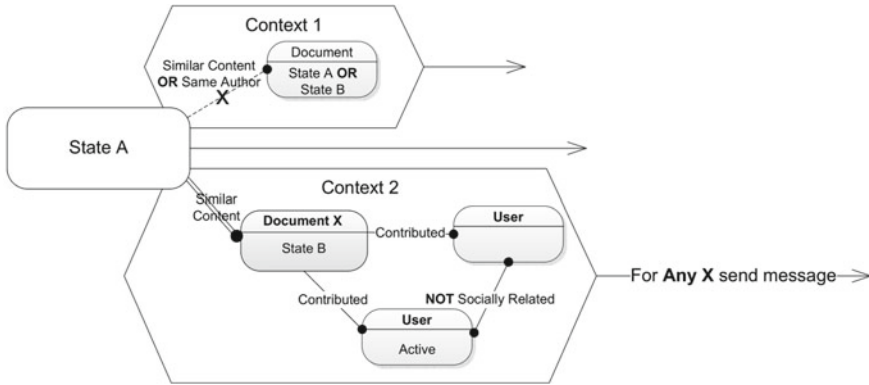 Context 1
Similar Content
OR Same Author
X
Document
State A OR
State B
State A
Context 2
Similar
Content
Document X
State B
Contributed
User
Contributed
NOT Socially Related
User
Active
For Any X send message